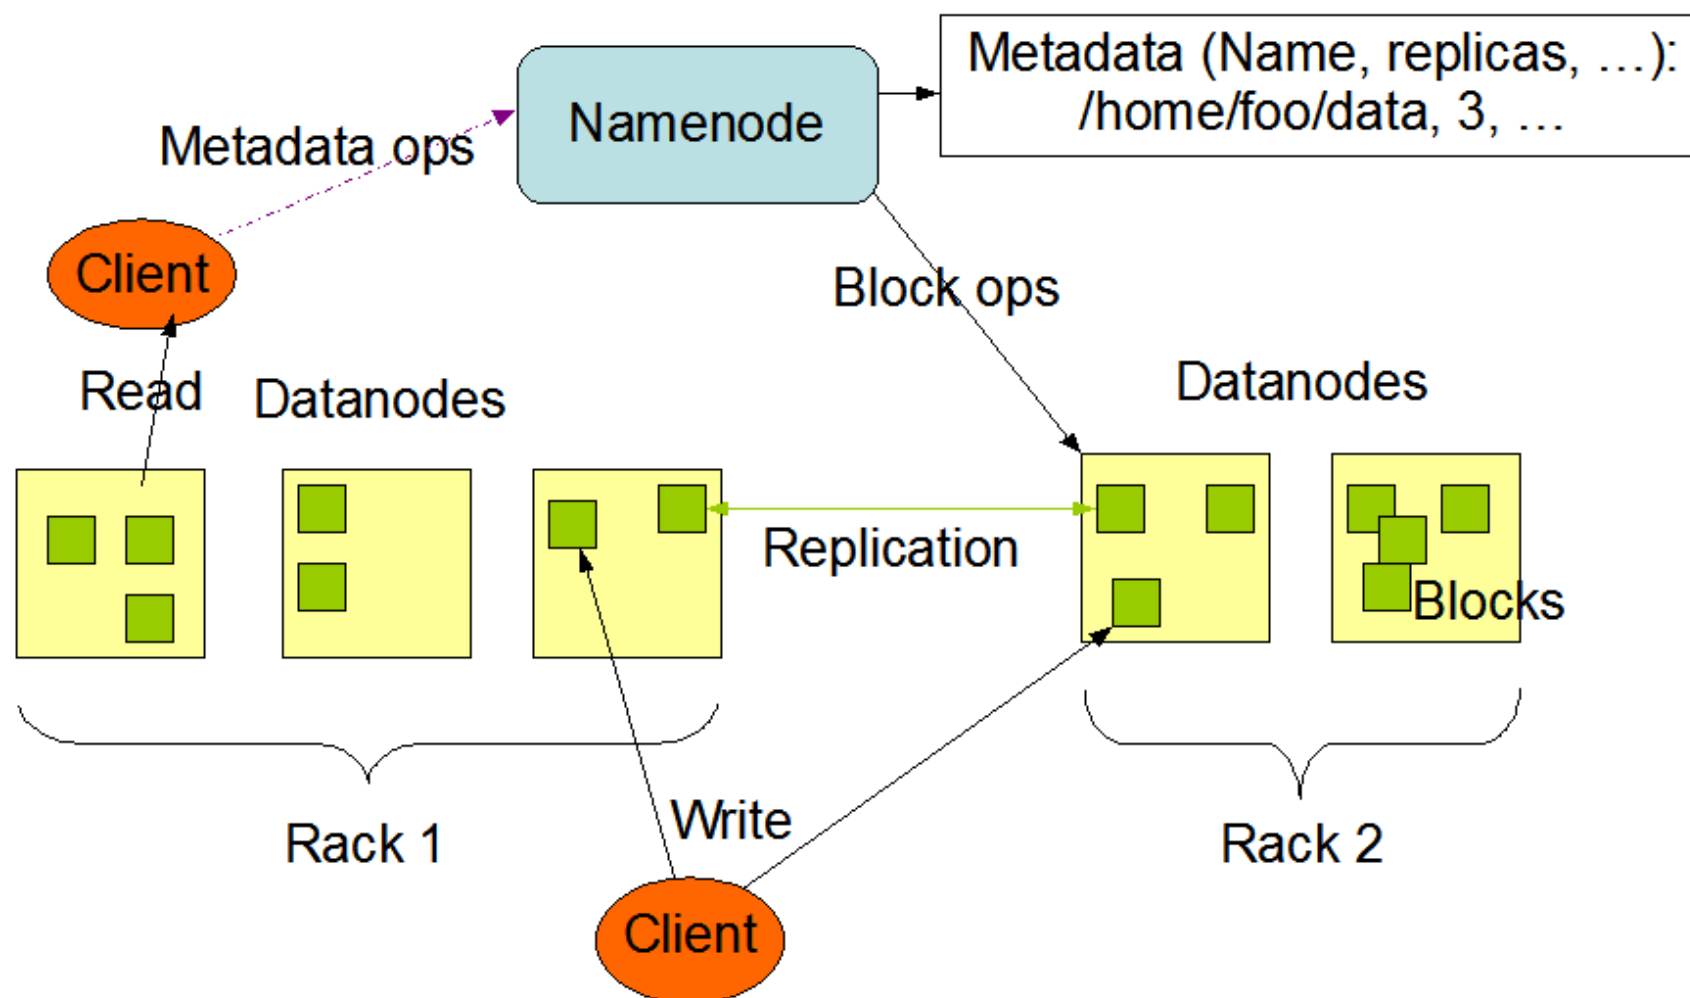 Metadata (Name, replicas, …):
/home/foo/data, 3, …
Namenode
Metadata ops
Client
Block ops
Read
Datanodes
Datanodes
Replication
Blocks
Rack 1
Write
Rack 2
Client